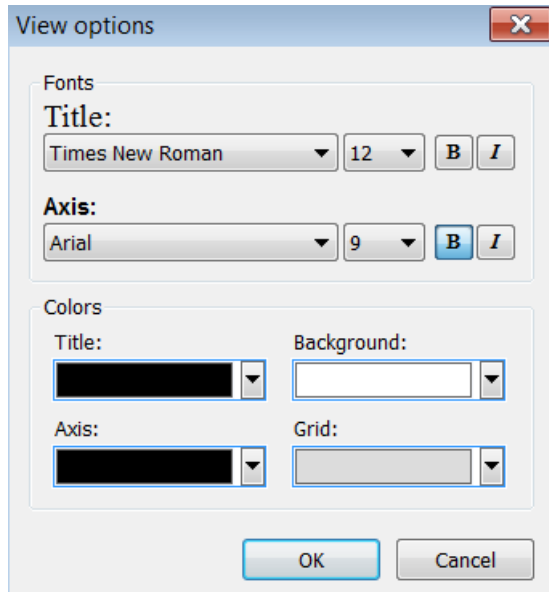 View options
Fonts
Title:
Times New Roman 12 B I
Axis:
Arial 9 B I
Colors
Title: Background:
Axis: Grid:
OK Cancel